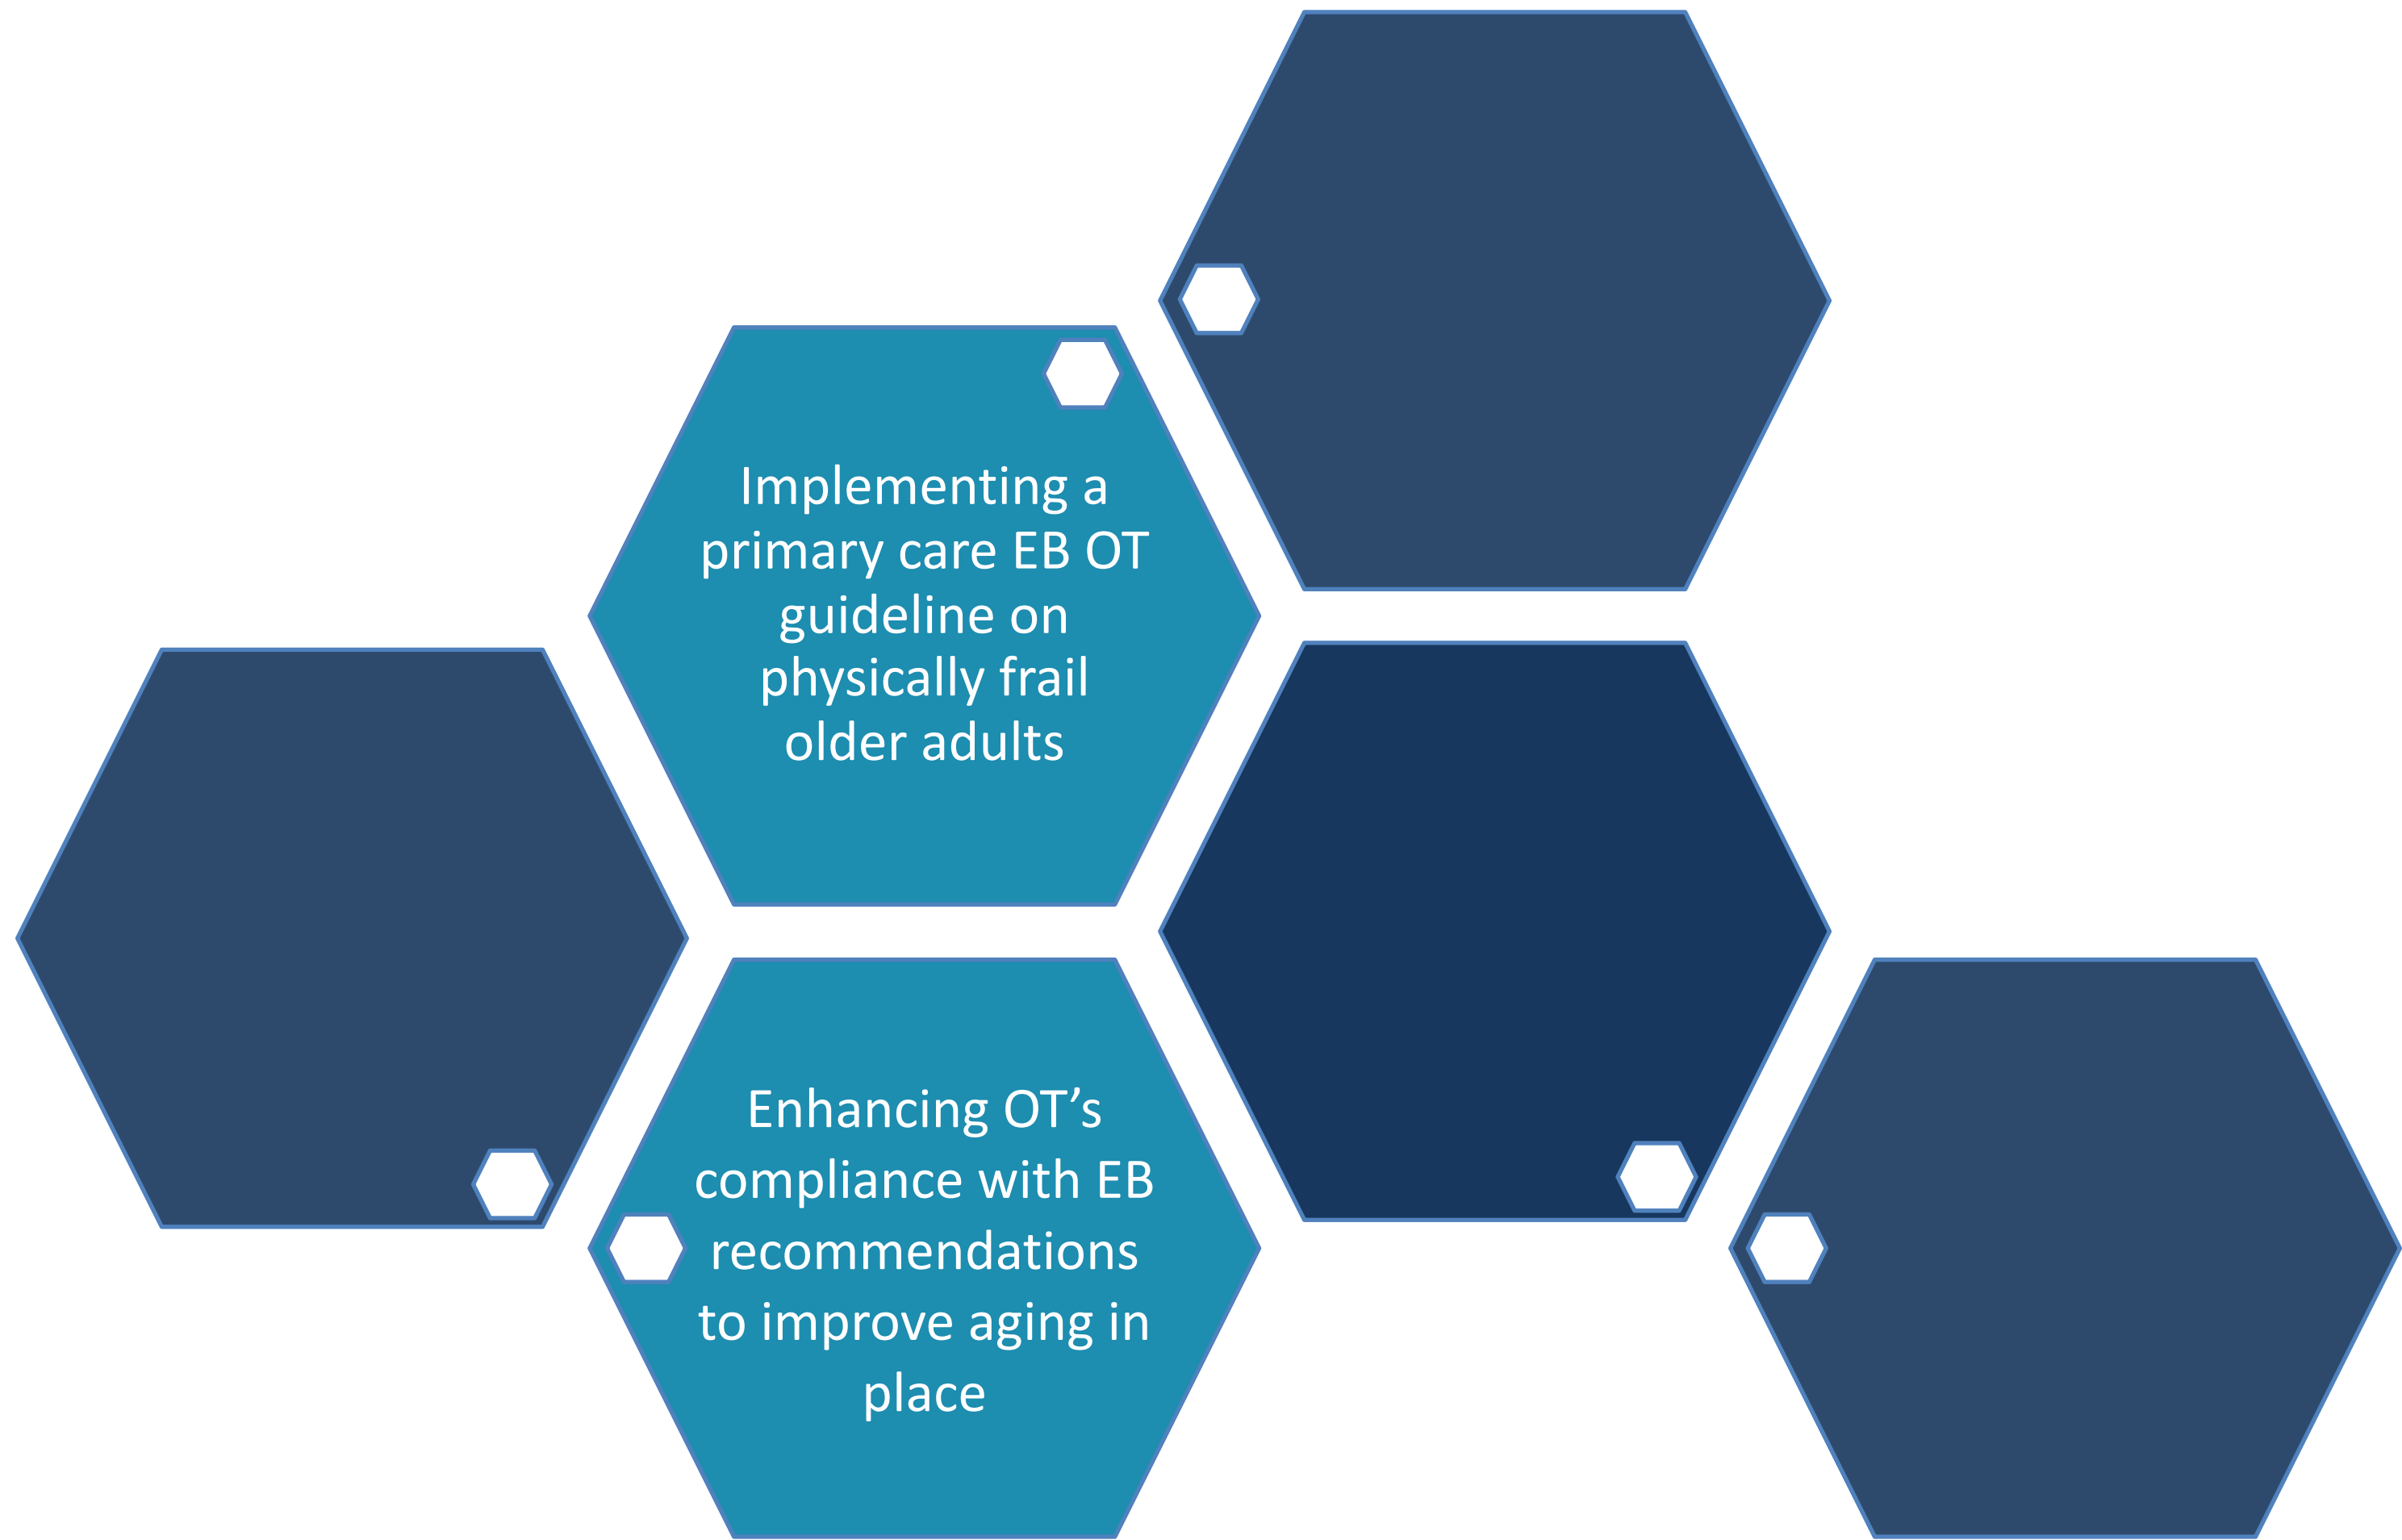 Implementing a
primary care EB OT
guideline on
physically frail
older adults
Enhancing OT’s
compliance with EB
recommendations
to improve aging in
place